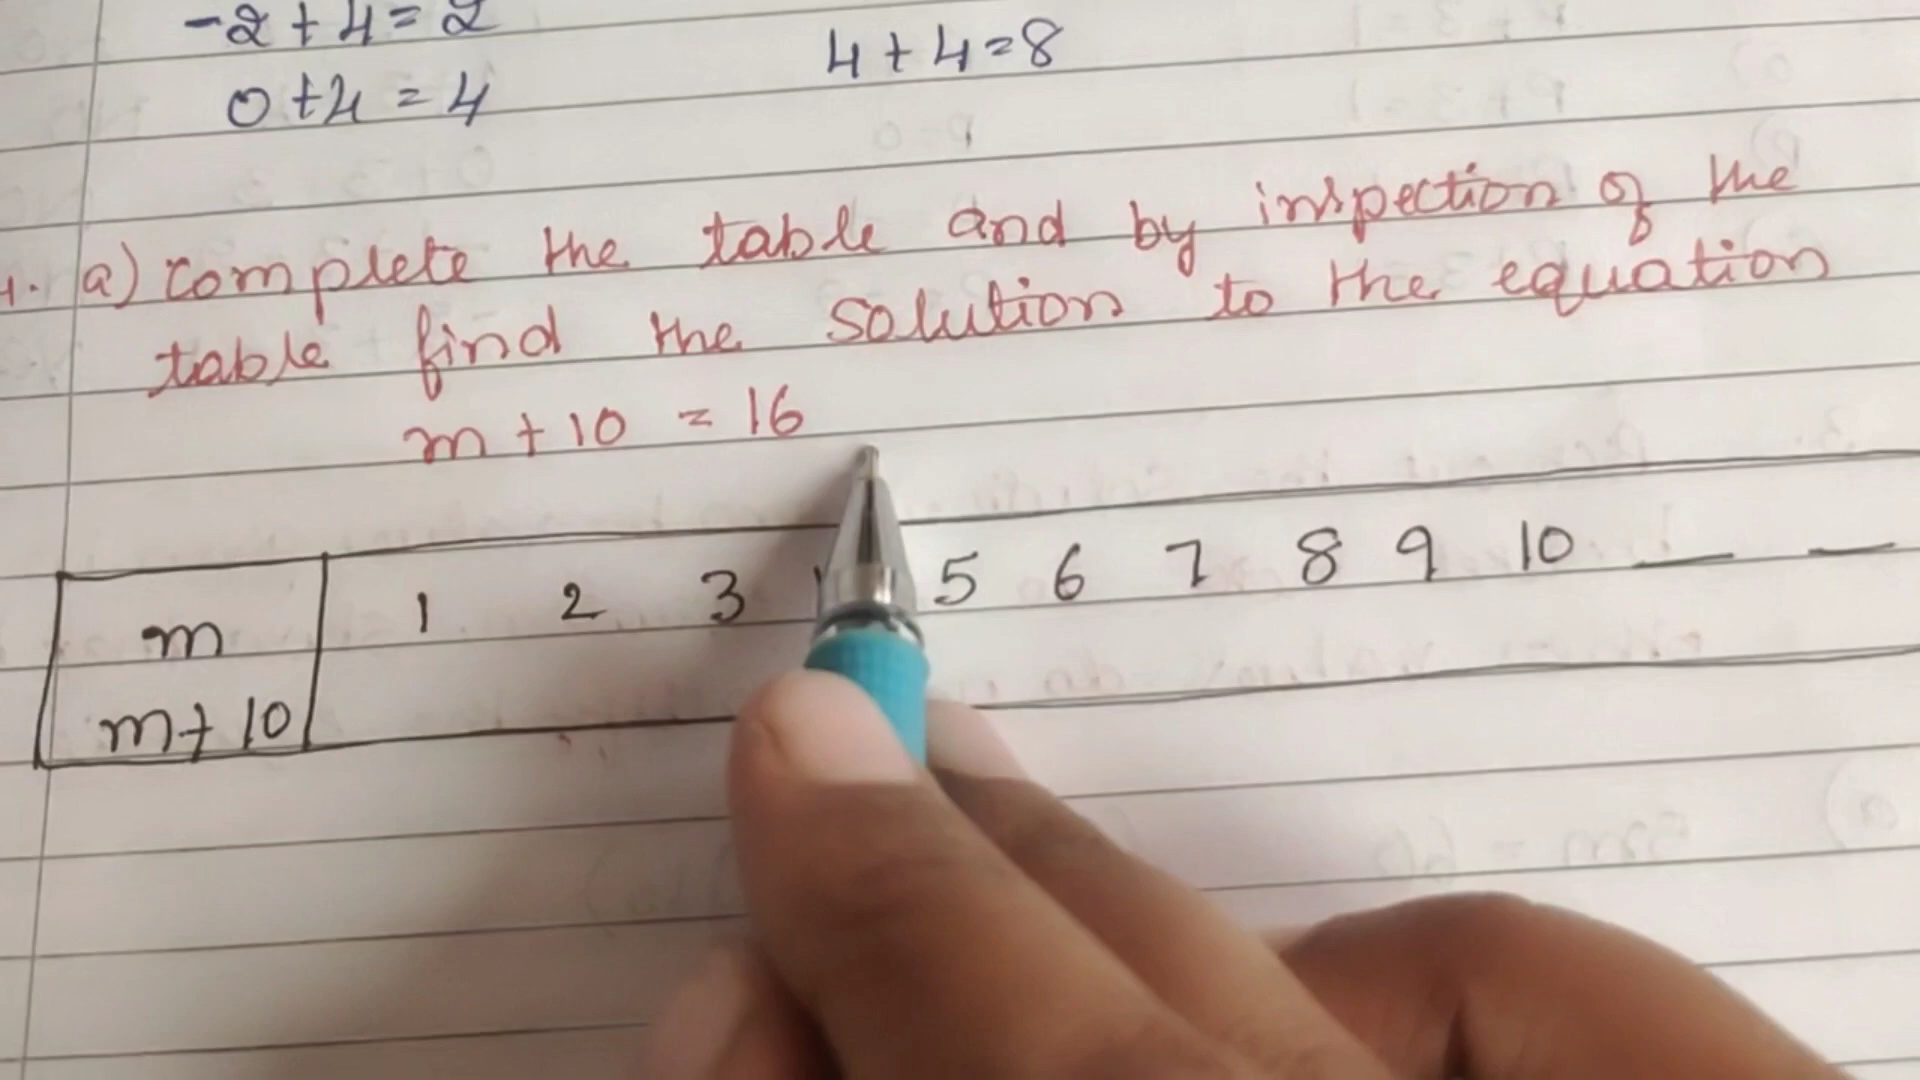 -2 + 4 = 2
0 + 4 = 4
4 + 4 = 8
4. a) Complete the table and by inspection of the
table find the solution to the equation
m + 10 = 16
m 1 2 3 5 6 7 8 9 10 — —
m + 10